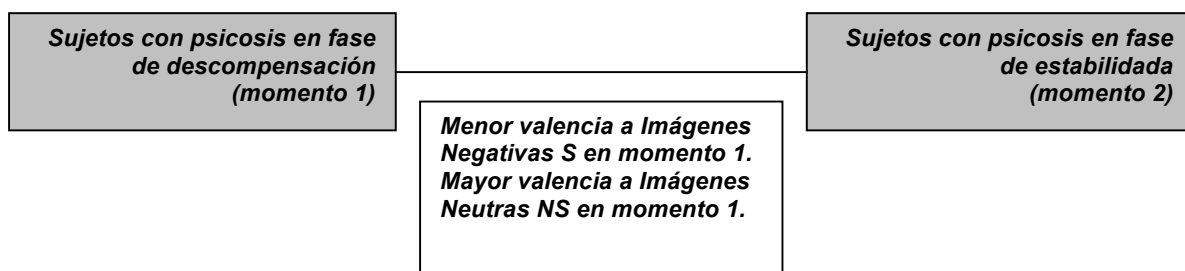 Sujetos con psicosis en fase
de descompensación
(momento 1)
Sujetos con psicosis en fase
de estabilidada
(momento 2)
Menor valencia a Imágenes
Negativas S en momento 1.
Mayor valencia a Imágenes
Neutras NS en momento 1.